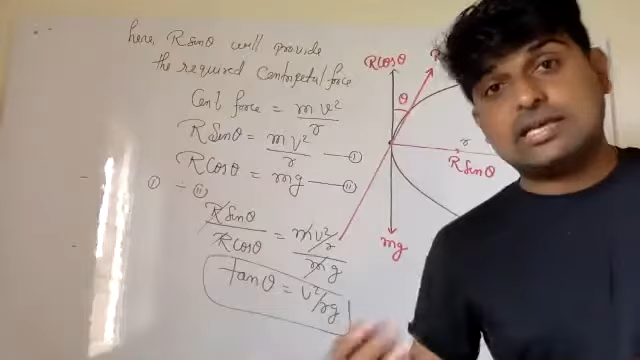 here, R Sinθ will provide
the required Centripetal force
Cent force = mv²/r
R Sinθ = mv²/r — (I)
R Cosθ = mg — (II)
(I) ÷ (II)
R Sinθ / R Cosθ = mv²/r / mg
tanθ = v²/rg
R Cosθ
R
θ
r
R Sinθ
mg